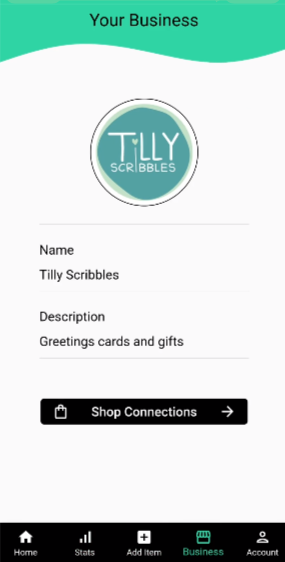 Your Business
TiLLY
SCRIBBLES
Name
Tilly Scribbles
Description
Greetings cards and gifts
Shop Connections
Home
Stats
Add Item
Business
Account